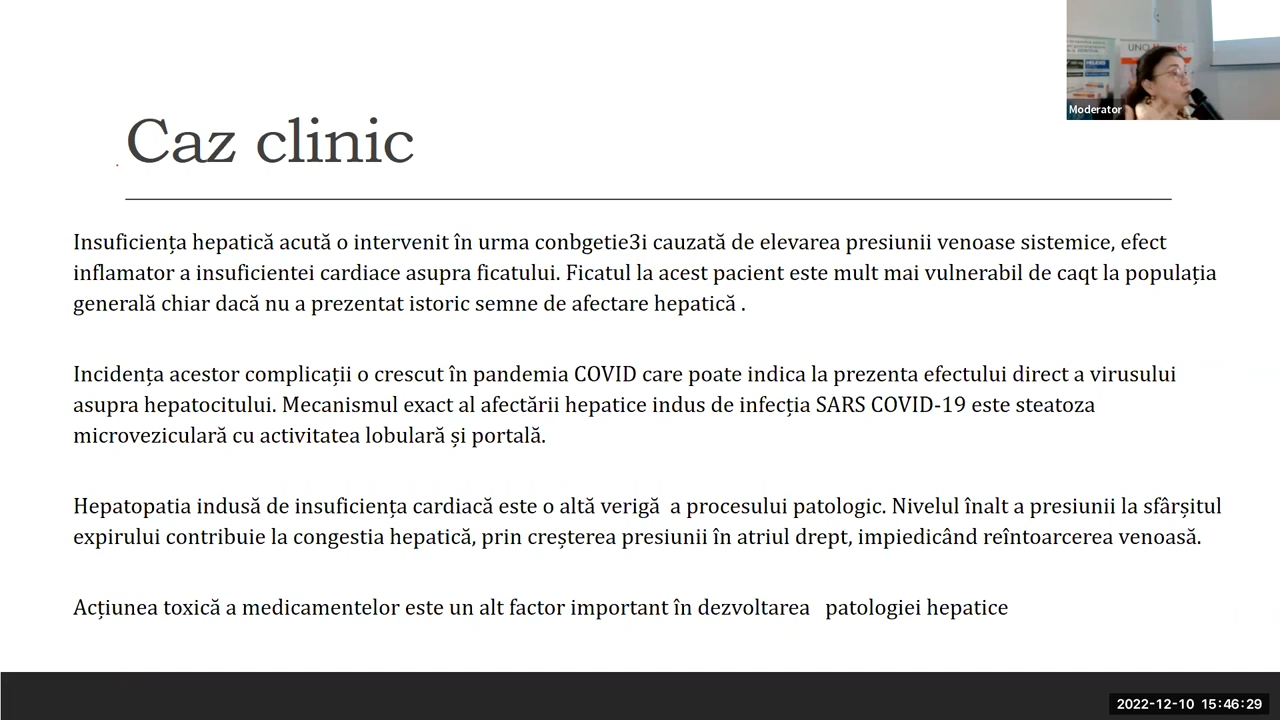 Moderator
Caz clinic
Insuficiența hepatică acută o intervenit în urma conbgetie3i cauzată de elevarea presiunii venoase sistemice, efect
inflamator a insuficientei cardiace asupra ficatului. Ficatul la acest pacient este mult mai vulnerabil de caqt la populația
generală chiar dacă nu a prezentat istoric semne de afectare hepatică .
Incidența acestor complicații o crescut în pandemia COVID care poate indica la prezenta efectului direct a virusului
asupra hepatocitului. Mecanismul exact al afectării hepatice indus de infecția SARS COVID-19 este steatoza
microveziculară cu activitatea lobulară și portală.
Hepatopatia indusă de insuficiența cardiacă este o altă verigă  a procesului patologic. Nivelul înalt a presiunii la sfârșitul
expirului contribuie la congestia hepatică, prin creșterea presiunii în atriul drept, impiedicând reîntoarcerea venoasă.
Acțiunea toxică a medicamentelor este un alt factor important în dezvoltarea   patologiei hepatice
2022-12-10 15:46:29